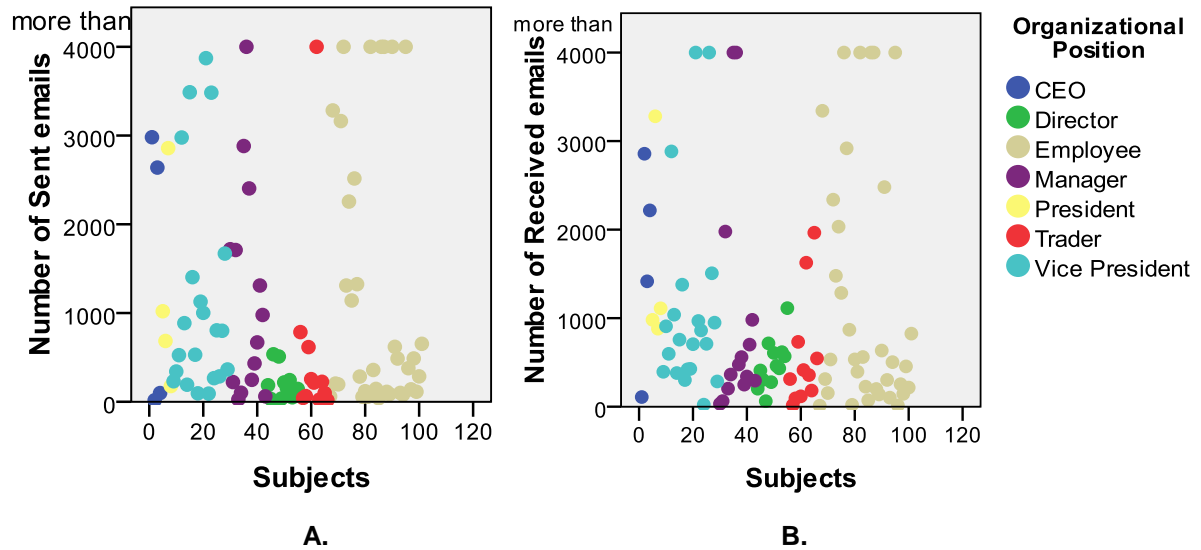 more than
4000
3000
2000
1000
0
Number of Sent emails
0 20 40 60 80 100 120
Subjects
A.
more than
4000
3000
2000
1000
0
Number of Received emails
0 20 40 60 80 100 120
Subjects
B.
Organizational
Position
CEO
Director
Employee
Manager
President
Trader
Vice President